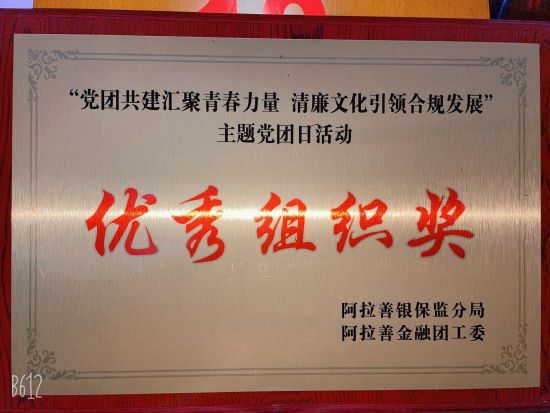 “党团共建汇聚青春力量 清廉文化引领合规发展”
主题党团日活动
优秀组织奖
阿拉善银保监分局
阿拉善金融团工委
B612